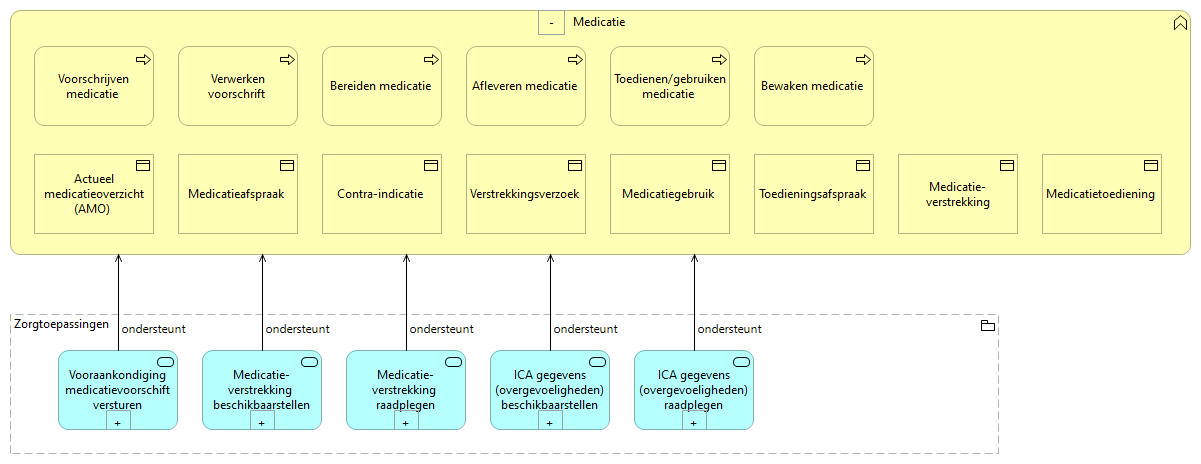 - Medicatie
Voorschrijven
medicatie
Verwerken
voorschrift
Bereiden medicatie
Afleveren medicatie
Toedienen/gebruiken
medicatie
Bewaken medicatie
Actueel
medicatieoverzicht
(AMO)
Medicatieafspraak
Contra-indicatie
Verstrekkingsverzoek
Medicatiegebruik
Toedieningsafspraak
Medicatie-
verstrekking
Medicatietoediening
Zorgtoepassingen
ondersteunt
ondersteunt
ondersteunt
ondersteunt
ondersteunt
Vooraankondiging
medicatievoorschift
versturen
+
Medicatie-
verstrekking
beschikbaarstellen
+
Medicatie-
verstrekking
raadplegen
+
ICA gegevens
(overgevoeligheden)
beschikbaarstellen
+
ICA gegevens
(overgevoeligheden)
raadplegen
+